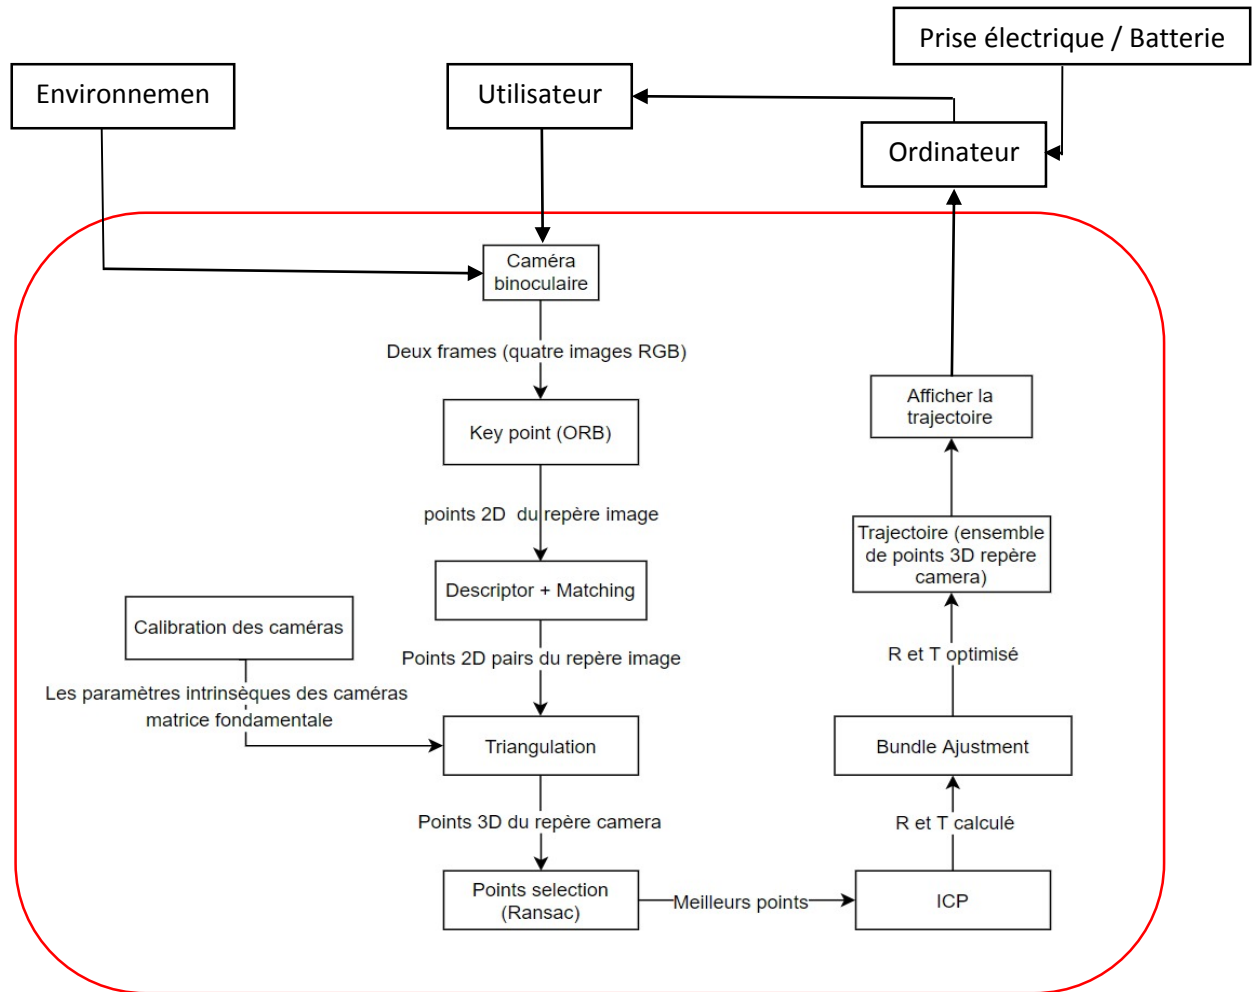 Prise électrique / Batterie
Environnemen
Utilisateur
Ordinateur
Caméra
binoculaire
Deux frames (quatre images RGB)
Key point (ORB)
points 2D du repère image
Descriptor + Matching
Calibration des caméras
Points 2D pairs du repère image
Les paramètres intrinsèques des caméras
matrice fondamentale
Triangulation
Points 3D du repère camera
Points selection
(Ransac)
Meilleurs points
ICP
R et T calculé
Bundle Ajustment
R et T optimisé
Trajectoire (ensemble
de points 3D repère
camera)
Afficher la
trajectoire